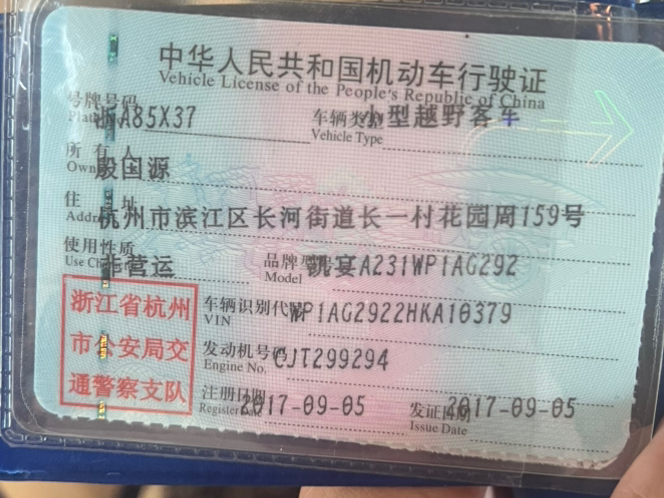 中华人民共和国机动车行驶证
Vehicle License of the People's Republic of China
号牌号码 浙A85X37 车辆类型 小型越野客车
Vehicle Type
所有人 殷国源
Owner
住址 杭州市滨江区长河街道长一村花园周159号
Address
使用性质 非营运 品牌型号 凯宴A231WP1AG292
Model
浙江省杭州
市公安局交
通警察支队
车辆识别代号 WP1AG2922HKA10379
VIN
发动机号码 CJT299294
Engine No.
注册日期 2017-09-05 发证日期 2017-09-05
Register Issue Date